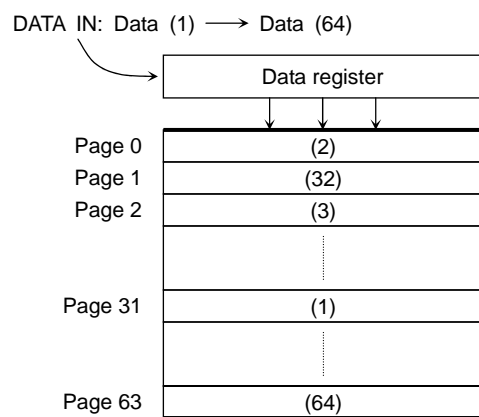 DATA IN: Data (1) → Data (64)
Data register
Page 0 (2)
Page 1 (32)
Page 2 (3)
Page 31 (1)
Page 63 (64)